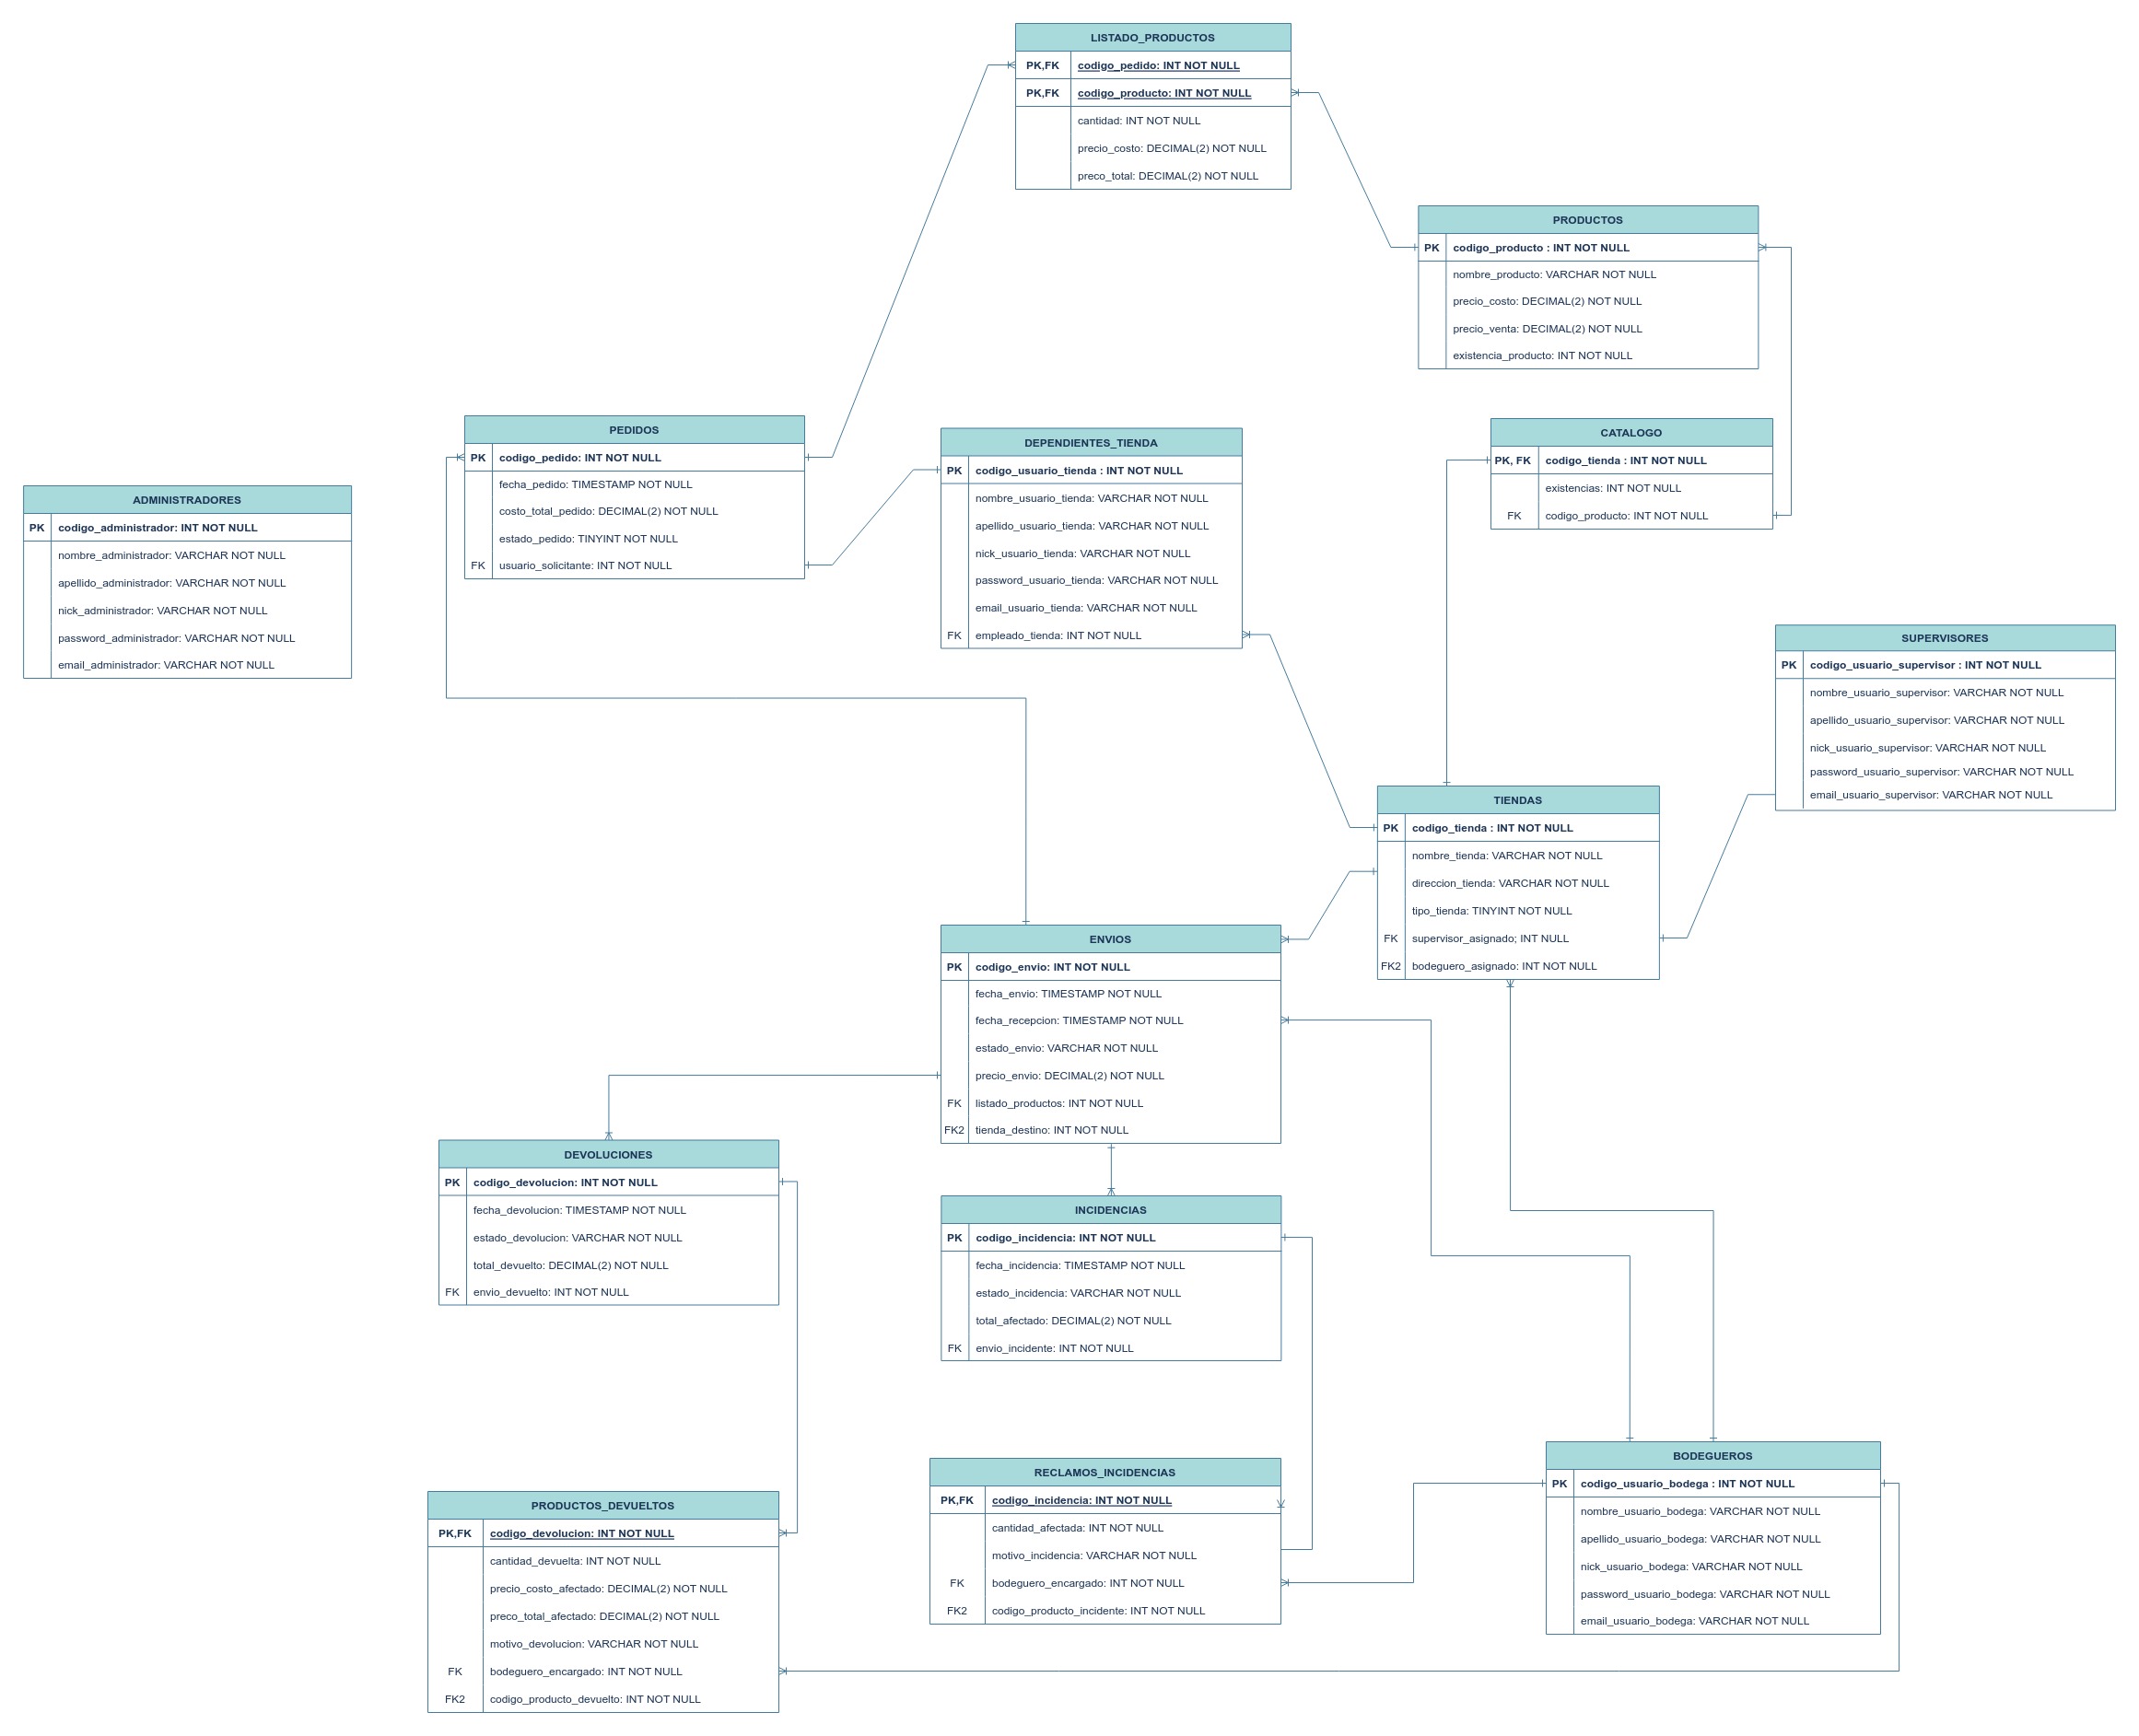 LISTADO_PRODUCTOS
PK,FK codigo_pedido: INT NOT NULL
PK,FK codigo_producto: INT NOT NULL
cantidad: INT NOT NULL
precio_costo: DECIMAL(2) NOT NULL
preco_total: DECIMAL(2) NOT NULL
PRODUCTOS
PK codigo_producto : INT NOT NULL
nombre_producto: VARCHAR NOT NULL
precio_costo: DECIMAL(2) NOT NULL
precio_venta: DECIMAL(2) NOT NULL
existencia_producto: INT NOT NULL
PEDIDOS
PK codigo_pedido: INT NOT NULL
fecha_pedido: TIMESTAMP NOT NULL
costo_total_pedido: DECIMAL(2) NOT NULL
estado_pedido: TINYINT NOT NULL
FK usuario_solicitante: INT NOT NULL
DEPENDIENTES_TIENDA
PK codigo_usuario_tienda : INT NOT NULL
nombre_usuario_tienda: VARCHAR NOT NULL
apellido_usuario_tienda: VARCHAR NOT NULL
nick_usuario_tienda: VARCHAR NOT NULL
password_usuario_tienda: VARCHAR NOT NULL
email_usuario_tienda: VARCHAR NOT NULL
FK empleado_tienda: INT NOT NULL
CATALOGO
PK, FK codigo_tienda : INT NOT NULL
existencias: INT NOT NULL
FK codigo_producto: INT NOT NULL
ADMINISTRADORES
PK codigo_administrador: INT NOT NULL
nombre_administrador: VARCHAR NOT NULL
apellido_administrador: VARCHAR NOT NULL
nick_administrador: VARCHAR NOT NULL
password_administrador: VARCHAR NOT NULL
email_administrador: VARCHAR NOT NULL
SUPERVISORES
PK codigo_usuario_supervisor : INT NOT NULL
nombre_usuario_supervisor: VARCHAR NOT NULL
apellido_usuario_supervisor: VARCHAR NOT NULL
nick_usuario_supervisor: VARCHAR NOT NULL
password_usuario_supervisor: VARCHAR NOT NULL
email_usuario_supervisor: VARCHAR NOT NULL
TIENDAS
PK codigo_tienda : INT NOT NULL
nombre_tienda: VARCHAR NOT NULL
direccion_tienda: VARCHAR NOT NULL
tipo_tienda: TINYINT NOT NULL
FK supervisor_asignado; INT NULL
FK2 bodeguero_asignado: INT NOT NULL
ENVIOS
PK codigo_envio: INT NOT NULL
fecha_envio: TIMESTAMP NOT NULL
fecha_recepcion: TIMESTAMP NOT NULL
estado_envio: VARCHAR NOT NULL
precio_envio: DECIMAL(2) NOT NULL
FK listado_productos: INT NOT NULL
FK2 tienda_destino: INT NOT NULL
DEVOLUCIONES
PK codigo_devolucion: INT NOT NULL
fecha_devolucion: TIMESTAMP NOT NULL
estado_devolucion: VARCHAR NOT NULL
total_devuelto: DECIMAL(2) NOT NULL
FK envio_devuelto: INT NOT NULL
INCIDENCIAS
PK codigo_incidencia: INT NOT NULL
fecha_incidencia: TIMESTAMP NOT NULL
estado_incidencia: VARCHAR NOT NULL
total_afectado: DECIMAL(2) NOT NULL
FK envio_incidente: INT NOT NULL
BODEGUEROS
PK codigo_usuario_bodega : INT NOT NULL
nombre_usuario_bodega: VARCHAR NOT NULL
apellido_usuario_bodega: VARCHAR NOT NULL
nick_usuario_bodega: VARCHAR NOT NULL
password_usuario_bodega: VARCHAR NOT NULL
email_usuario_bodega: VARCHAR NOT NULL
RECLAMOS_INCIDENCIAS
PK,FK codigo_incidencia: INT NOT NULL
cantidad_afectada: INT NOT NULL
motivo_incidencia: VARCHAR NOT NULL
FK bodeguero_encargado: INT NOT NULL
FK2 codigo_producto_incidente: INT NOT NULL
PRODUCTOS_DEVUELTOS
PK,FK codigo_devolucion: INT NOT NULL
cantidad_devuelta: INT NOT NULL
precio_costo_afectado: DECIMAL(2) NOT NULL
preco_total_afectado: DECIMAL(2) NOT NULL
motivo_devolucion: VARCHAR NOT NULL
FK bodeguero_encargado: INT NOT NULL
FK2 codigo_producto_devuelto: INT NOT NULL